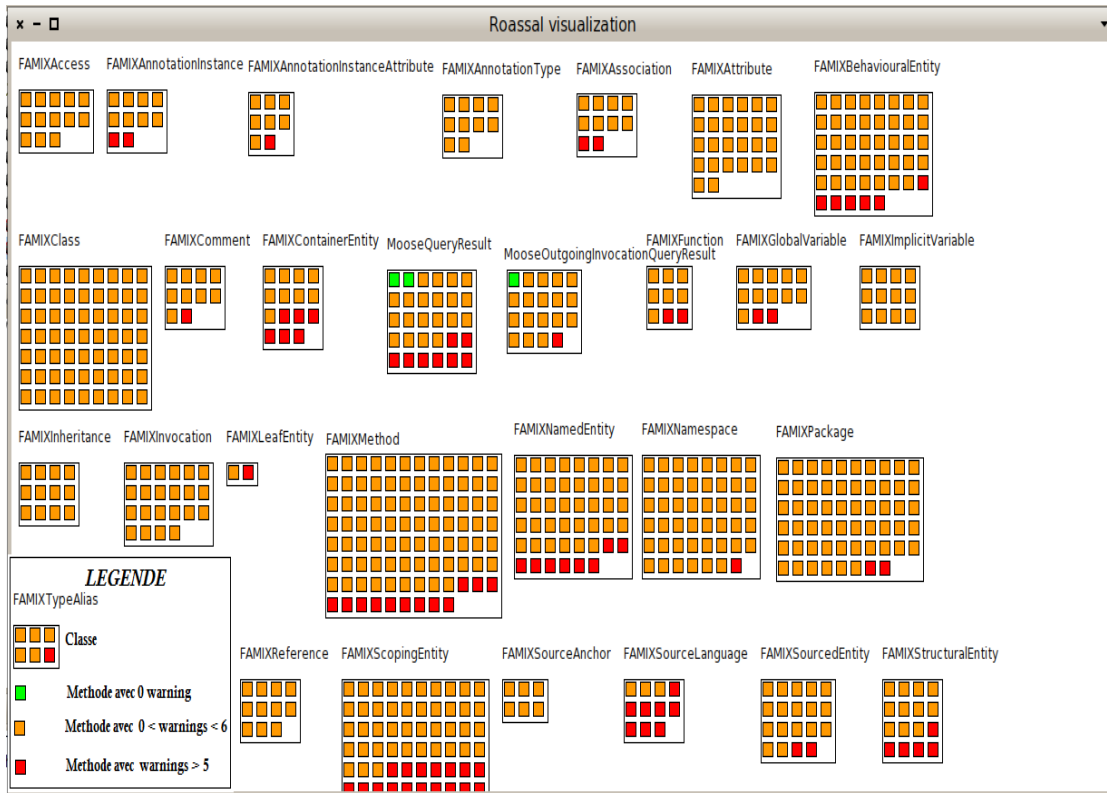 Roassal visualization
FAMIXAccess
FAMIXAnnotationInstance
FAMIXAnnotationInstanceAttribute
FAMIXAnnotationType
FAMIXAssociation
FAMIXAttribute
FAMIXBehaviouralEntity
FAMIXClass
FAMIXComment
FAMIXContainerEntity
MooseQueryResult
MooseOutgoingInvocationQueryResult
FAMIXFunction
FAMIXGlobalVariable
FAMIXImplicitVariable
FAMIXInheritance
FAMIXInvocation
FAMIXLeafEntity
FAMIXMethod
FAMIXNamedEntity
FAMIXNamespace
FAMIXPackage
LEGENDE
FAMIXTypeAlias
Classe
Methode avec 0 warning
Methode avec 0 < warnings < 6
Methode avec warnings > 5
FAMIXReference
FAMIXScopingEntity
FAMIXSourceAnchor
FAMIXSourceLanguage
FAMIXSourcedEntity
FAMIXStructuralEntity